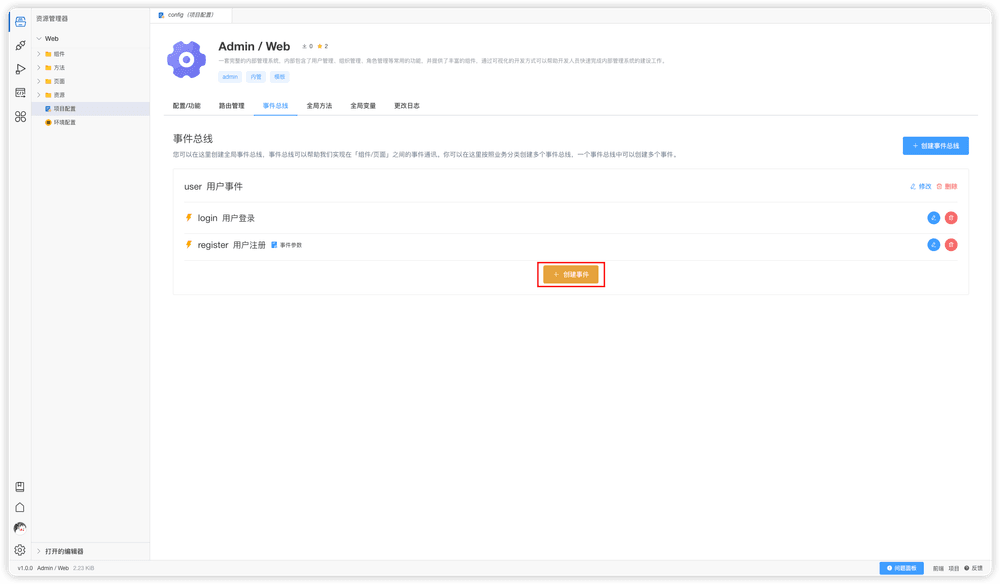 资源管理器
config（项目配置）
Web
组件
方法
页面
资源
项目配置
环境配置
Admin / Web 0 2
一套完整的内部管理系统，内部包含了用户管理、组织管理、角色管理等常用的功能，并提供了丰富的组件，通过可视化的开发方式可以帮助开发人员快速完成内部管理系统的建设工作。
admin 内管 模板
配置/功能 路由管理 事件总线 全局方法 全局变量 更改日志
事件总线
您可以在这里创建全局事件总线，事件总线可以帮助我们实现在「组件/页面」之间的事件通讯。你可以在这里按照业务分类创建多个事件总线，一个事件总线中可以创建多个事件。
+ 创建事件总线
user 用户事件
修改 删除
login 用户登录
register 用户注册 事件参数
+ 创建事件
打开的编辑器
v1.0.0 Admin / Web 2.23 KiB
问题面板 前端 项目 反馈